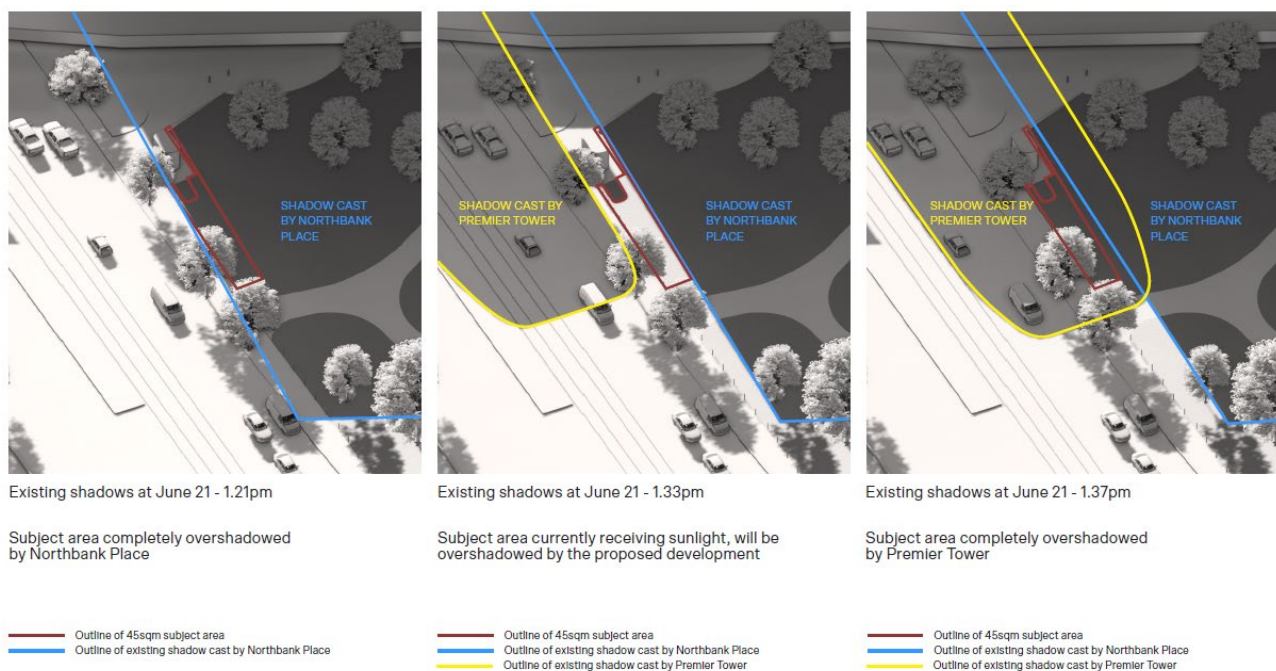 SHADOW CAST
BY NORTHBANK
PLACE
Existing shadows at June 21 - 1.21pm
Subject area completely overshadowed
by Northbank Place
Outline of 45sqm subject area
Outline of existing shadow cast by Northbank Place
SHADOW CAST BY
PREMIER TOWER
SHADOW CAST
BY NORTHBANK
PLACE
Existing shadows at June 21 - 1.33pm
Subject area currently receiving sunlight, will be
overshadowed by the proposed development
Outline of 45sqm subject area
Outline of existing shadow cast by Northbank Place
Outline of existing shadow cast by Premier Tower
SHADOW CAST BY
PREMIER TOWER
SHADOW CAST
BY NORTHBANK
PLACE
Existing shadows at June 21 - 1.37pm
Subject area completely overshadowed
by Premier Tower
Outline of 45sqm subject area
Outline of existing shadow cast by Northbank Place
Outline of existing shadow cast by Premier Tower